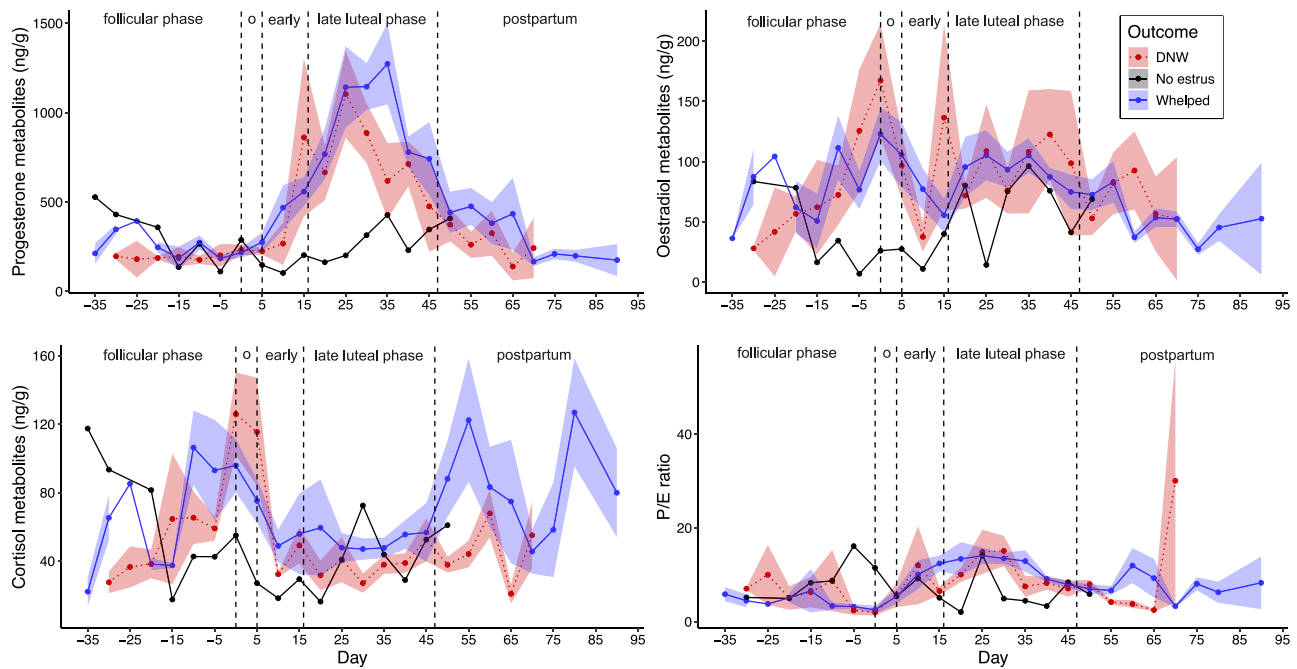 follicular phase o early late luteal phase postpartum
Progesterone metabolites (ng/g)
1500
1000
500
0
−35 −25 −15 −5 5 15 25 35 45 55 65 75 85 95
follicular phase o early late luteal phase
Oestradiol metabolites (ng/g)
200
150
100
50
0
−35 −25 −15 −5 5 15 25 35 45 55 65 75 85 95
Outcome
DNW
No estrus
Whelped
follicular phase o early late luteal phase postpartum
Cortisol metabolites (ng/g)
160
120
80
40
−35 −25 −15 −5 5 15 25 35 45 55 65 75 85 95
Day
follicular phase o early late luteal phase postpartum
P/E ratio
40
20
0
−35 −25 −15 −5 5 15 25 35 45 55 65 75 85 95
Day